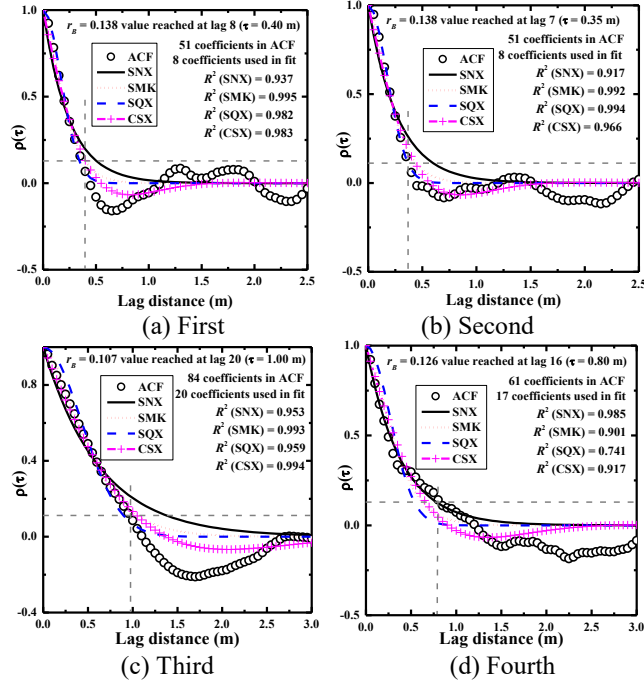 r_B = 0.138 value reached at lag 8 (τ = 0.40 m)
51 coefficients in ACF
8 coefficients used in fit
R² (SNX) = 0.937
R² (SMK) = 0.995
R² (SQX) = 0.982
R² (CSX) = 0.983
ACF
SNX
SMK
SQX
CSX
1.0
0.5
0.0
-0.5
ρ(τ)
0.0 0.5 1.0 1.5 2.0 2.5
Lag distance (m)
(a) First
r_B = 0.138 value reached at lag 7 (τ = 0.35 m)
51 coefficients in ACF
8 coefficients used in fit
R² (SNX) = 0.917
R² (SMK) = 0.992
R² (SQX) = 0.994
R² (CSX) = 0.966
ACF
SNX
SMK
SQX
CSX
1.0
0.5
0.0
-0.5
ρ(τ)
0.0 0.5 1.0 1.5 2.0 2.5
Lag distance (m)
(b) Second
r_B = 0.107 value reached at lag 20 (τ = 1.00 m)
84 coefficients in ACF
20 coefficients used in fit
R² (SNX) = 0.953
R² (SMK) = 0.993
R² (SQX) = 0.959
R² (CSX) = 0.994
ACF
SNX
SMK
SQX
CSX
0.8
0.4
0.0
-0.4
ρ(τ)
0.0 0.5 1.0 1.5 2.0 2.5 3.0
Lag distance (m)
(c) Third
r_B = 0.126 value reached at lag 16 (τ = 0.80 m)
61 coefficients in ACF
17 coefficients used in fit
R² (SNX) = 0.985
R² (SMK) = 0.901
R² (SQX) = 0.741
R² (CSX) = 0.917
ACF
SNX
SMK
SQX
CSX
1.0
0.5
0.0
-0.5
ρ(τ)
0.0 0.5 1.0 1.5 2.0 2.5 3.0
Lag distance (m)
(d) Fourth